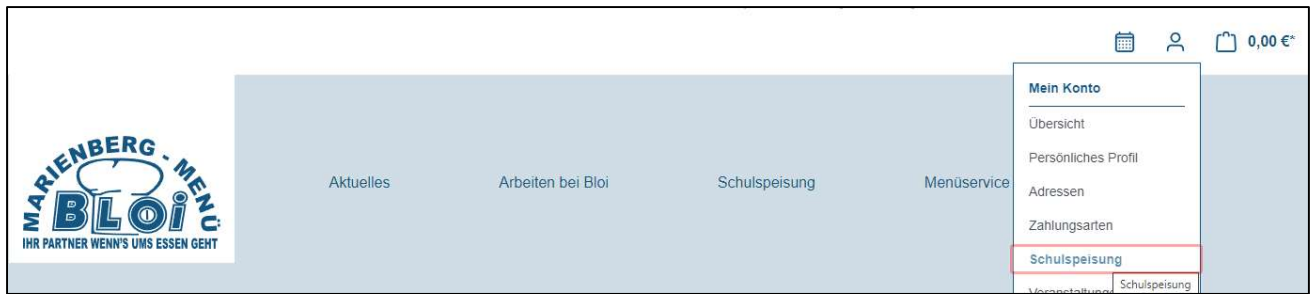 0,00 €*
Mein Konto
Übersicht
Persönliches Profil
Adressen
Zahlungsarten
Schulspeisung
Schulspeisung
MARIENBERG - MENÜ
BLOi
IHR PARTNER WENN'S UMS ESSEN GEHT
Aktuelles
Arbeiten bei Bloi
Schulspeisung
Menüservice